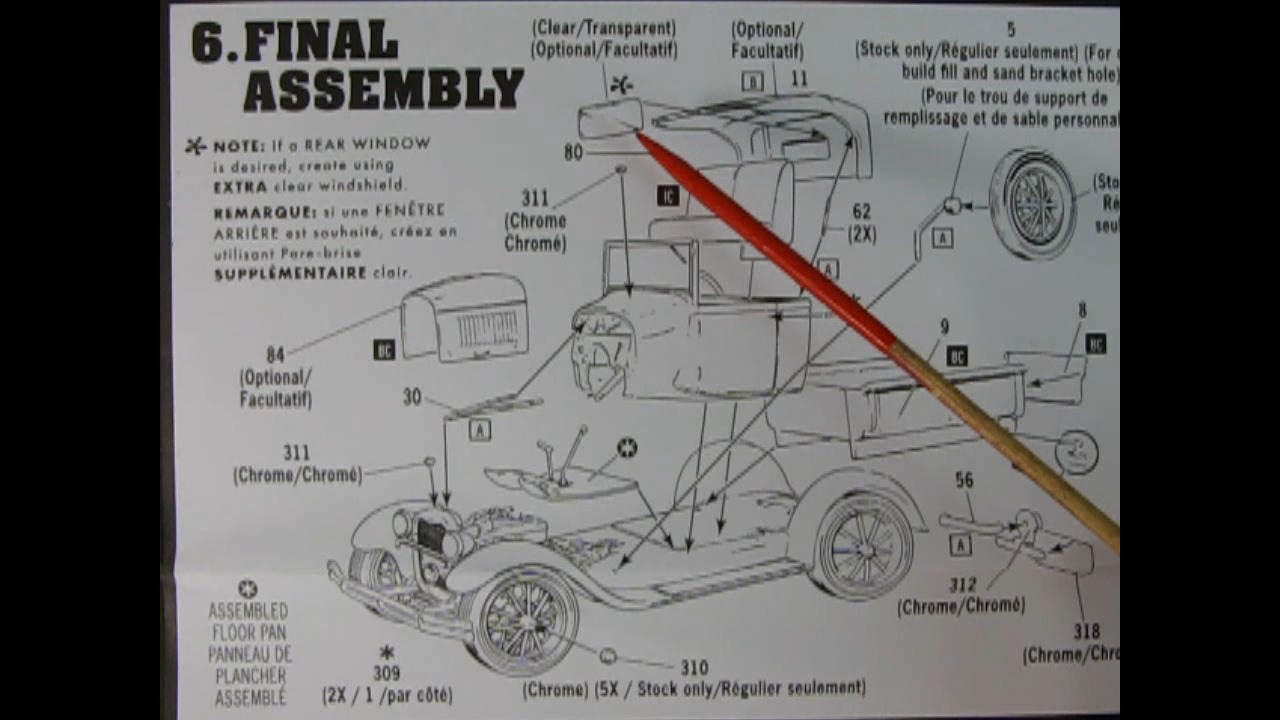 6. FINAL
ASSEMBLY
NOTE: If a REAR WINDOW
is desired, create using
EXTRA clear windshield.
REMARQUE: si une FENÊTRE
ARRIÈRE est souhaité, créez en
utilisant Pare-brise
SUPPLÉMENTAIRE clair.
(Clear/Transparent)
(Optional/Facultatif)
(Optional/
Facultatif)
B
11
5
(Stock only/Régulier seulement) (For
build fill and sand bracket hole)
(Pour le trou de support de
remplissage et de sable
80
311
(Chrome
Chromé)
IC
62
(2X)
A
A
84
(Optional/
Facultatif)
BC
30
A
9
BC
8
BC
311
(Chrome/Chromé)
56
A
312
(Chrome/Chromé)
318
ASSEMBLED
FLOOR PAN
PANNEAU DE
PLANCHER
ASSEMBLÉ
*
309
(2X / 1 /par côté)
310
(Chrome) (5X / Stock only/Régulier seulement)